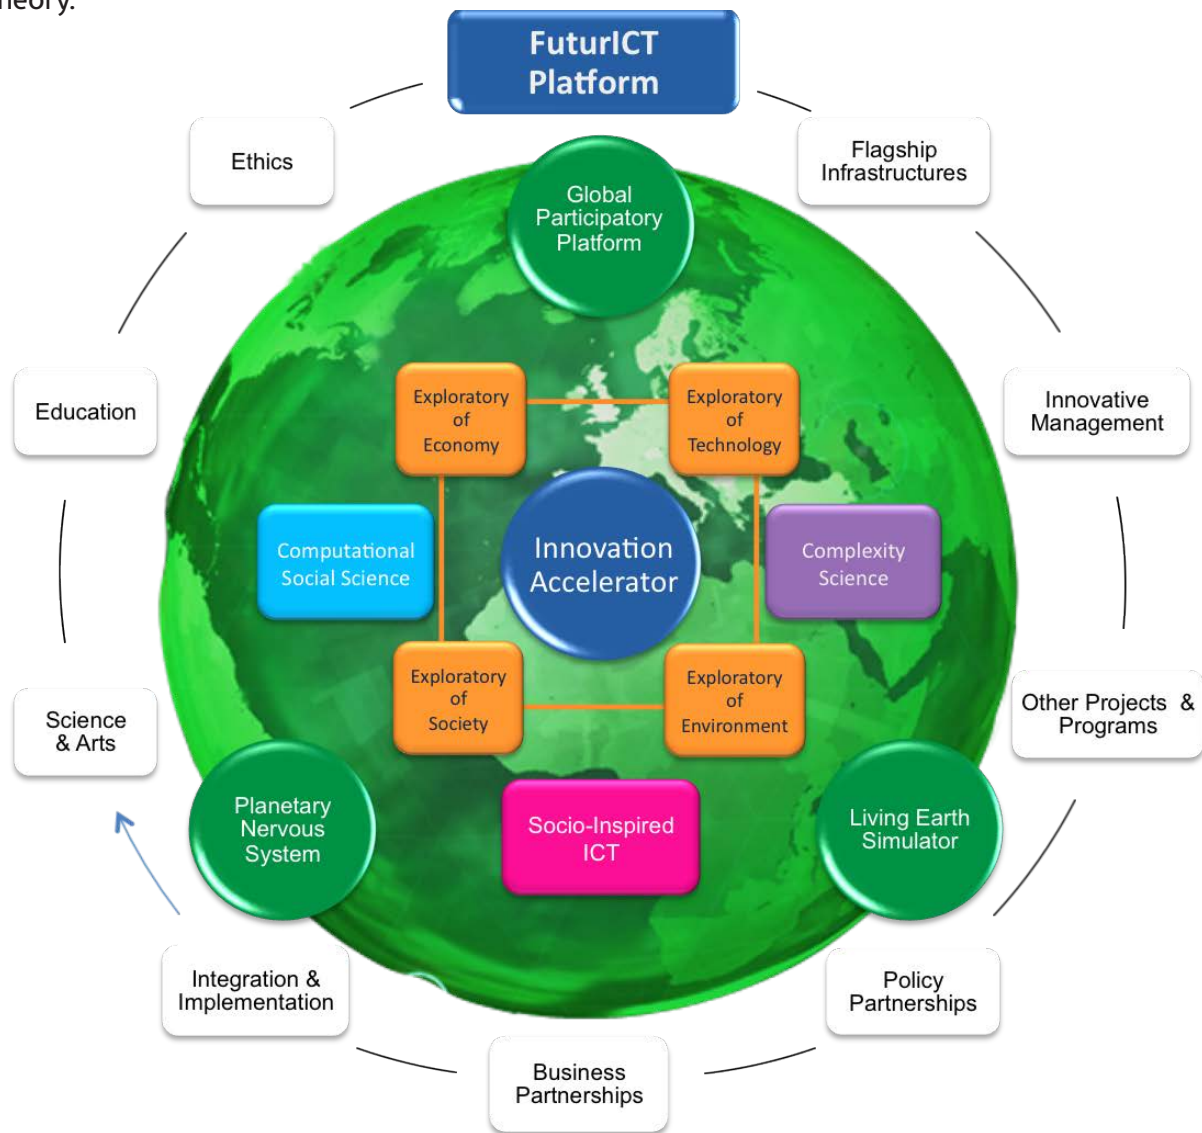 heory.
FuturICT
Platform
Ethics
Flagship
Infrastructures
Global
Participatory
Platform
Education
Exploratory
of
Economy
Exploratory
of
Technology
Innovative
Management
Computational
Social Science
Innovation
Accelerator
Complexity
Science
Exploratory
of
Society
Exploratory
of
Environment
Science
& Arts
Other Projects &
Programs
Planetary
Nervous
System
Socio-Inspired
ICT
Living Earth
Simulator
Integration &
Implementation
Policy
Partnerships
Business
Partnerships